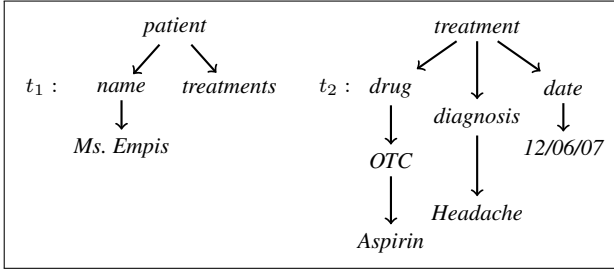 patient
t₁ : name treatments
Ms. Empis
treatment
t₂ : drug diagnosis date
OTC 12/06/07
Aspirin Headache